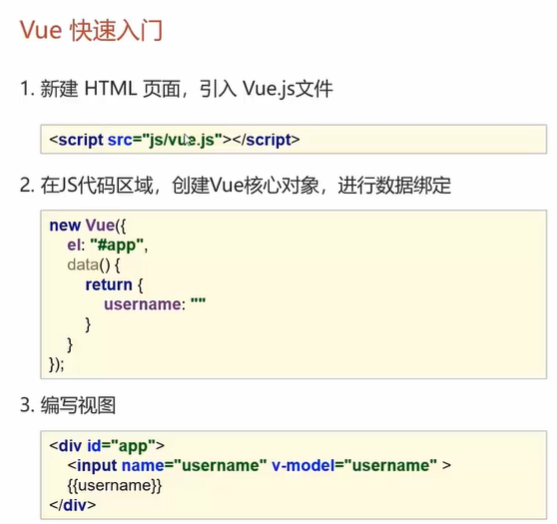 Vue 快速入门
1. 新建 HTML 页面，引入 Vue.js文件
<script src="js/vue.js"></script>
2. 在JS代码区域，创建Vue核心对象，进行数据绑定
new Vue({
el: "#app",
data() {
return {
username: ""
}
}
});
3. 编写视图
<div id="app">
<input name="username" v-model="username" >
{{username}}
</div>